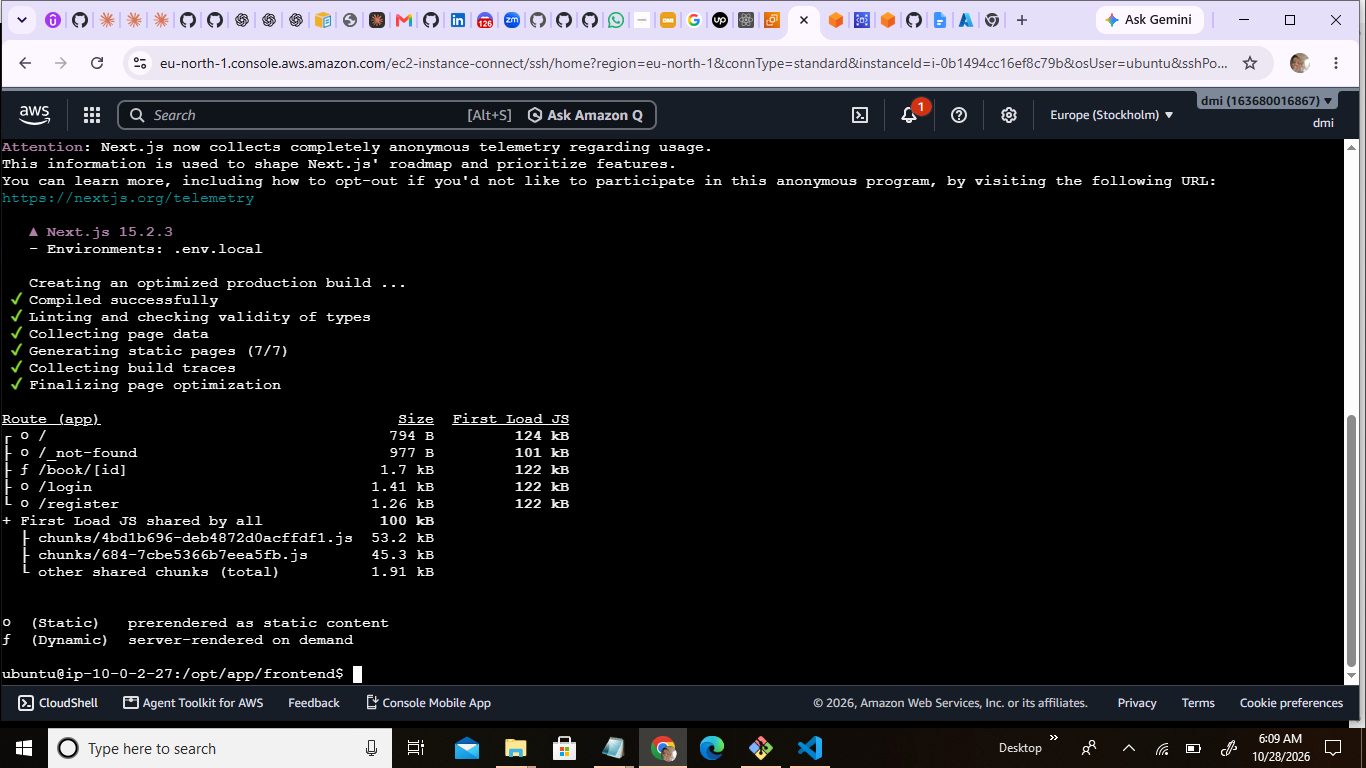 126
Ask Gemini
eu-north-1.console.aws.amazon.com/ec2-instance-connect/ssh/home?region=eu-north-1&connType=standard&instanceId=i-0b1494cc16ef8c79b&osUser=ubuntu&sshPo...
aws
Search
[Alt+S]
Ask Amazon Q
1
Europe (Stockholm) ▼
dmi (163680016867) ▼
dmi
Attention: Next.js now collects completely anonymous telemetry regarding usage.
This information is used to shape Next.js' roadmap and prioritize features.
You can learn more, including how to opt-out if you'd not like to participate in this anonymous program, by visiting the following URL:
https://nextjs.org/telemetry
▲ Next.js 15.2.3
- Environments: .env.local
Creating an optimized production build ...
✓ Compiled successfully
✓ Linting and checking validity of types
✓ Collecting page data
✓ Generating static pages (7/7)
✓ Collecting build traces
✓ Finalizing page optimization
Route (app) Size First Load JS
┌ ○ / 794 B 124 kB
├ ○ /_not-found 977 B 101 kB
├ ƒ /book/[id] 1.7 kB 122 kB
├ ○ /login 1.41 kB 122 kB
└ ○ /register 1.26 kB 122 kB
+ First Load JS shared by all 100 kB
├ chunks/4bd1b696-deb4872d0acffdf1.js 53.2 kB
├ chunks/684-7cbe5366b7eea5fb.js 45.3 kB
└ other shared chunks (total) 1.91 kB
○ (Static) prerendered as static content
ƒ (Dynamic) server-rendered on demand
ubuntu@ip-10-0-2-27:/opt/app/frontend$
CloudShell
Agent Toolkit for AWS
Feedback
Console Mobile App
© 2026, Amazon Web Services, Inc. or its affiliates.
Privacy
Terms
Cookie preferences
Type here to search
Desktop
6:09 AM
10/28/2026